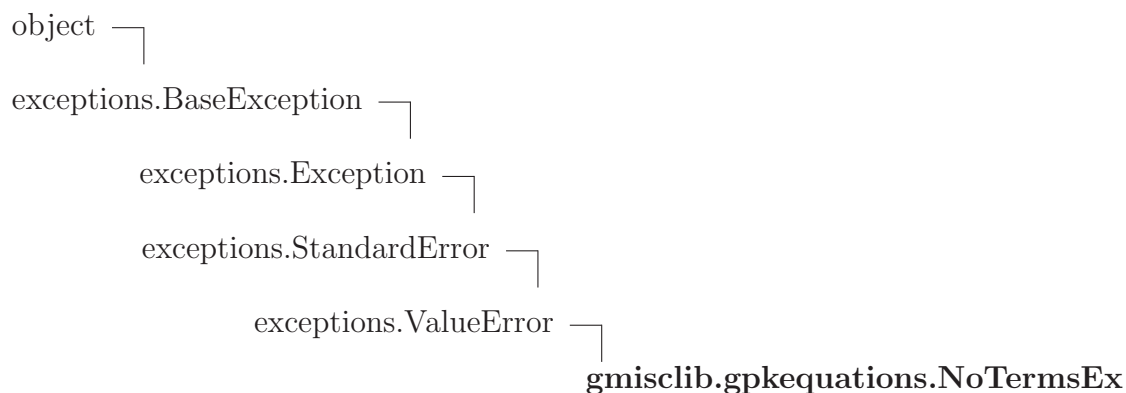 object
exceptions.BaseException
exceptions.Exception
exceptions.StandardError
exceptions.ValueError
gmisclib.gpkequations.NoTermsEx